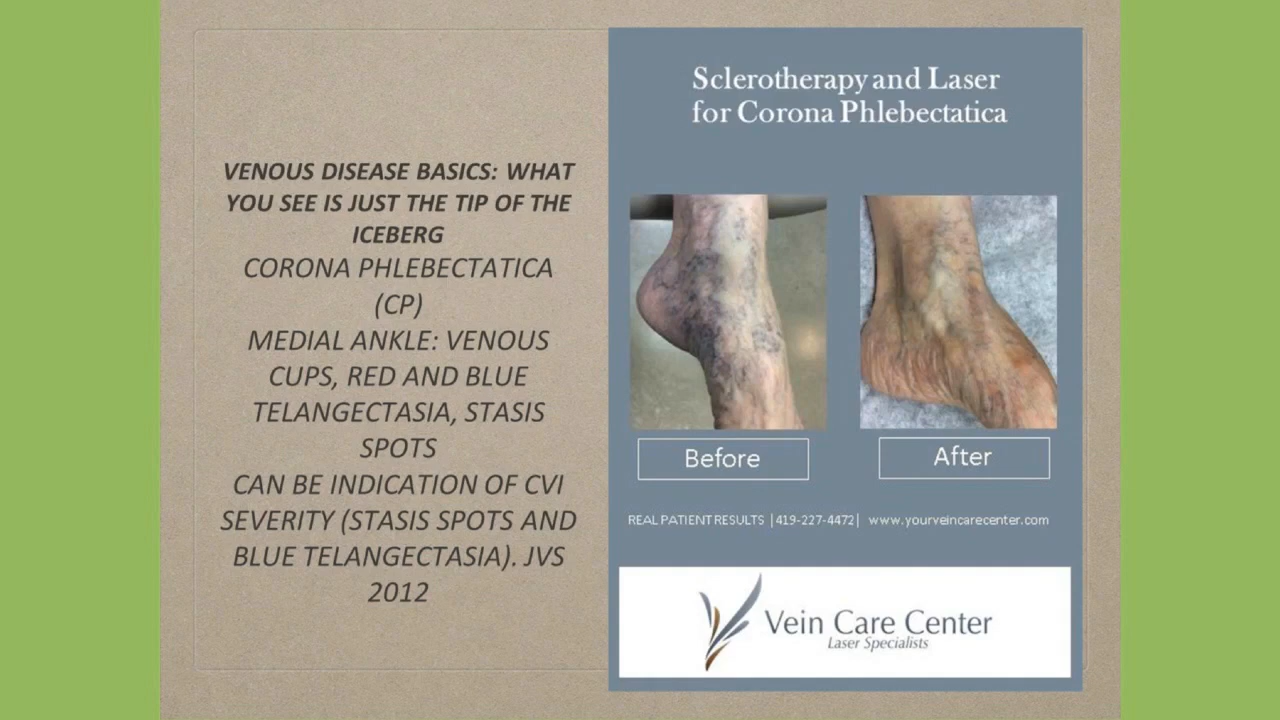 VENOUS DISEASE BASICS: WHAT
YOU SEE IS JUST THE TIP OF THE
ICEBERG
CORONA PHLEBECTATICA
(CP)
MEDIAL ANKLE: VENOUS
CUPS, RED AND BLUE
TELANGECTASIA, STASIS
SPOTS
CAN BE INDICATION OF CVI
SEVERITY (STASIS SPOTS AND
BLUE TELANGECTASIA). JVS
2012
Sclerotherapy and Laser
for Corona Phlebectatica
Before
After
REAL PATIENT RESULTS |419-227-4472| www.yourveincarecenter.com
Vein Care Center
Laser Specialists